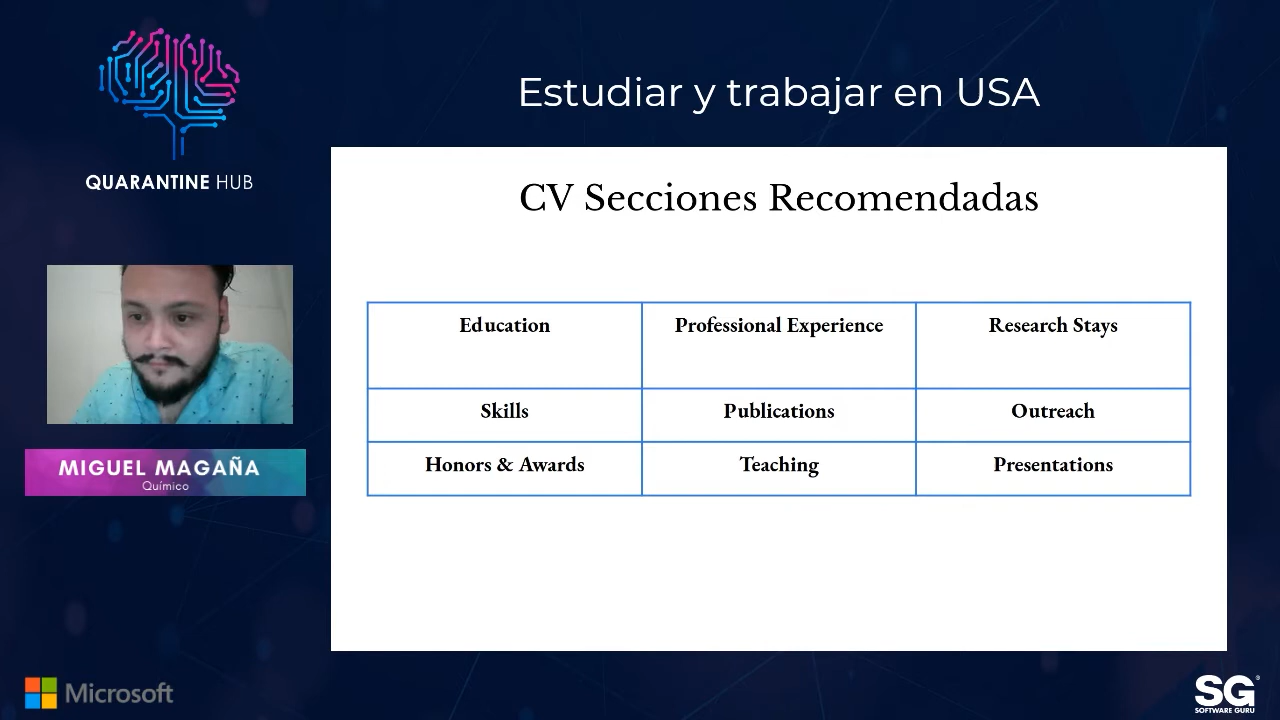 Estudiar y trabajar en USA
QUARANTINE HUB
CV Secciones Recomendadas
Education
Professional Experience
Research Stays
Skills
Publications
Outreach
Honors & Awards
Teaching
Presentations
MIGUEL MAGAÑA
Químico
Microsoft
SG
SOFTWARE GURU